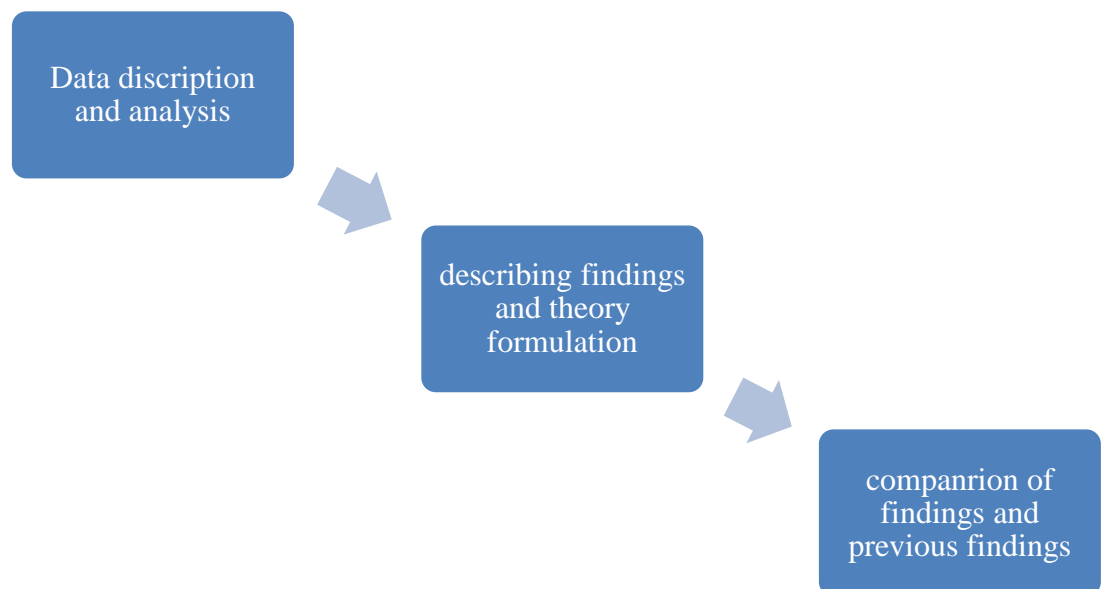 Data discription
and analysis
describing findings
and theory
formulation
companrion of
findings and
previous findings